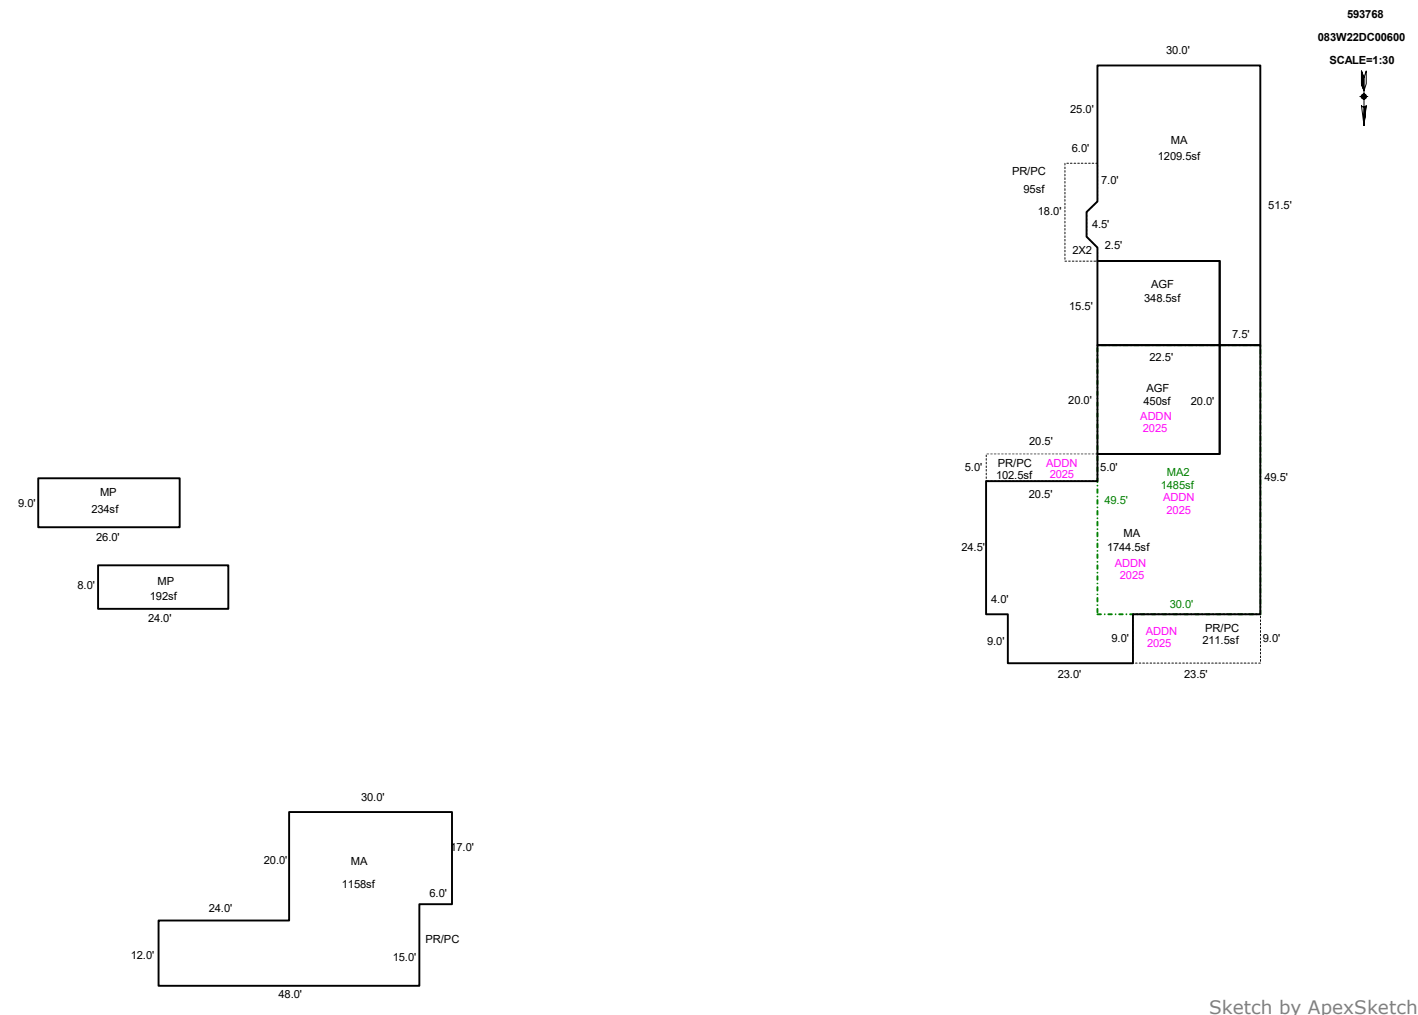 593768
083W22DC00600
SCALE=1:30
30.0'
25.0'
MA
1209.5sf
6.0'
PR/PC
95sf
7.0'
18.0'
51.5'
4.5'
2.5'
2X2
AGF
348.5sf
15.5'
7.5'
22.5'
AGF
450sf
20.0'
20.0'
ADDN
2025
20.5'
5.0'
PR/PC
102.5sf
ADDN
2025
5.0'
20.5'
MA2
1485sf
ADDN
2025
49.5'
49.5'
MA
1744.5sf
ADDN
2025
24.5'
4.0'
30.0'
9.0'
9.0'
ADDN
2025
PR/PC
211.5sf
9.0'
23.0'
23.5'
MP
234sf
9.0'
26.0'
MP
192sf
8.0'
24.0'
30.0'
20.0'
MA
1158sf
17.0'
6.0'
24.0'
PR/PC
12.0'
15.0'
48.0'
Sketch by ApexSketch